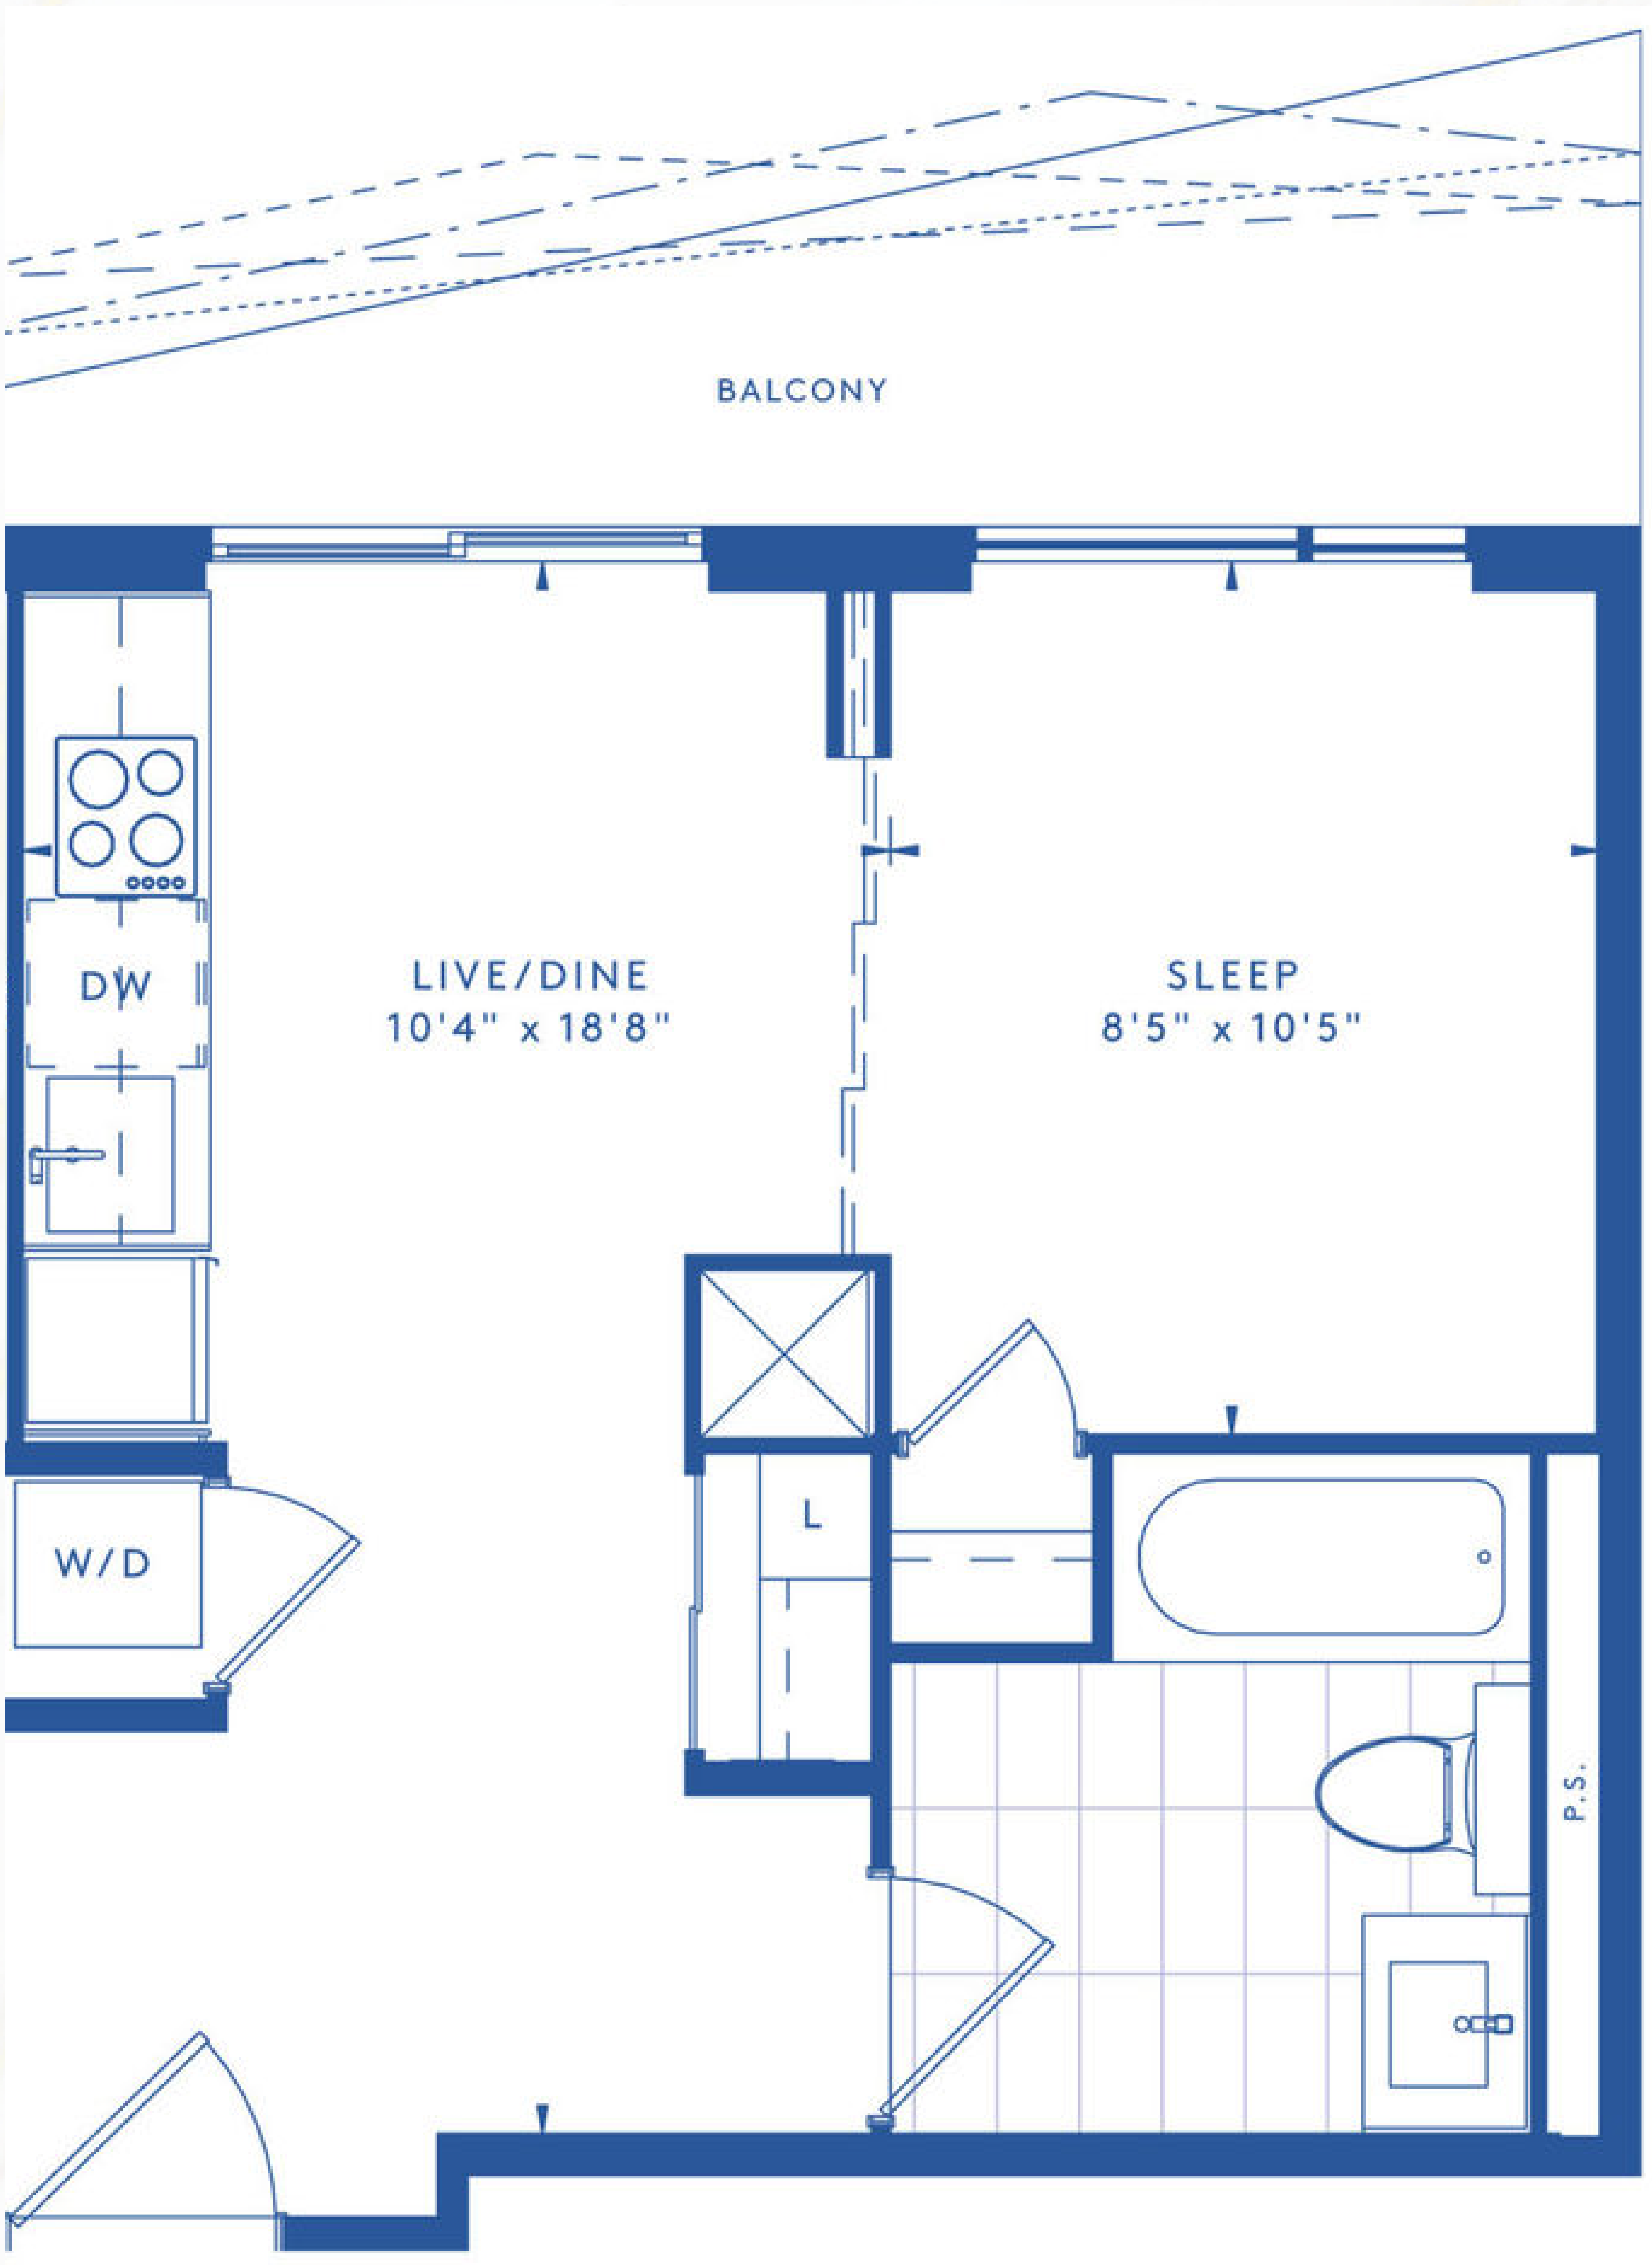 BALCONY
LIVE/DINE
10'4" x 18'8"
SLEEP
8'5" x 10'5"
DW
L
W/D
P.S.